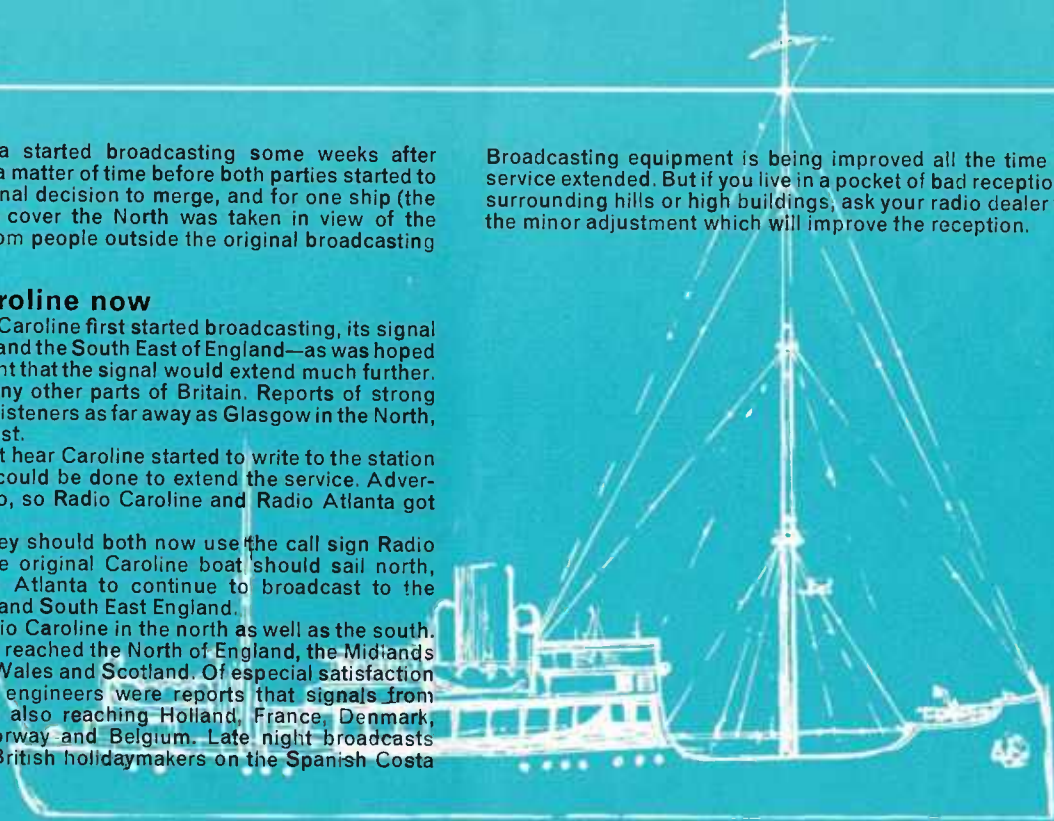 a started broadcasting some weeks after
a matter of time before both parties started to
nal decision to merge, and for one ship (the
cover the North was taken in view of the
om people outside the original broadcasting
roline now
Caroline first started broadcasting, its signal
and the South East of England—as was hoped
nt that the signal would extend much further.
ny other parts of Britain. Reports of strong
isteners as far away as Glasgow in the North,
st.
t hear Caroline started to write to the station
could be done to extend the service. Adver-
o, so Radio Caroline and Radio Atlanta got
ey should both now use the call sign Radio
e original Caroline boat should sail north,
Atlanta to continue to broadcast to the
and South East England.
io Caroline in the north as well as the south.
reached the North of England, the Midlands
Wales and Scotland. Of especial satisfaction
engineers were reports that signals from
also reaching Holland, France, Denmark,
orway and Belgium. Late night broadcasts
British holidaymakers on the Spanish Costa
Broadcasting equipment is being improved all the time
service extended. But if you live in a pocket of bad receptio
surrounding hills or high buildings, ask your radio dealer
the minor adjustment which will improve the reception.